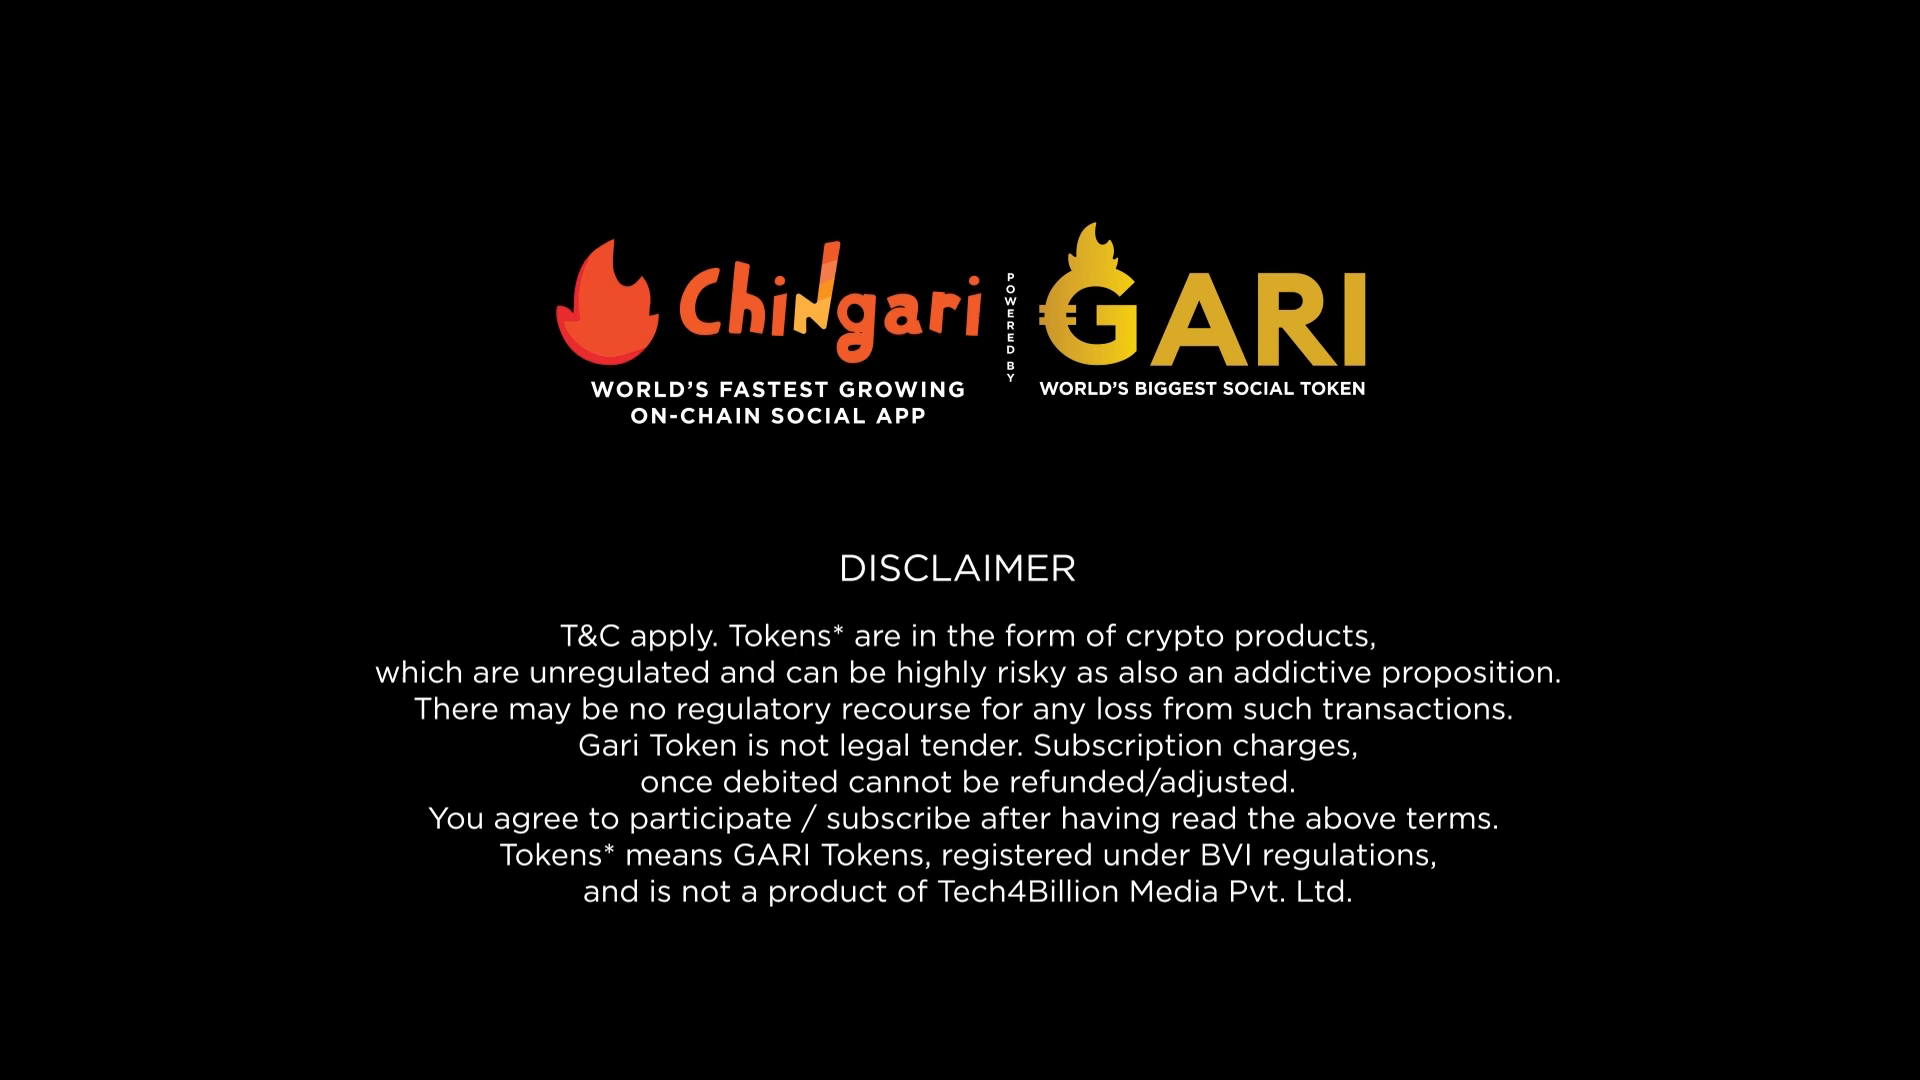 Chingari
WORLD'S FASTEST GROWING
ON-CHAIN SOCIAL APP
POWERED BY
GARI
WORLD'S BIGGEST SOCIAL TOKEN
DISCLAIMER
T&C apply. Tokens* are in the form of crypto products,
which are unregulated and can be highly risky as also an addictive proposition.
There may be no regulatory recourse for any loss from such transactions.
Gari Token is not legal tender. Subscription charges,
once debited cannot be refunded/adjusted.
You agree to participate / subscribe after having read the above terms.
Tokens* means GARI Tokens, registered under BVI regulations,
and is not a product of Tech4Billion Media Pvt. Ltd.